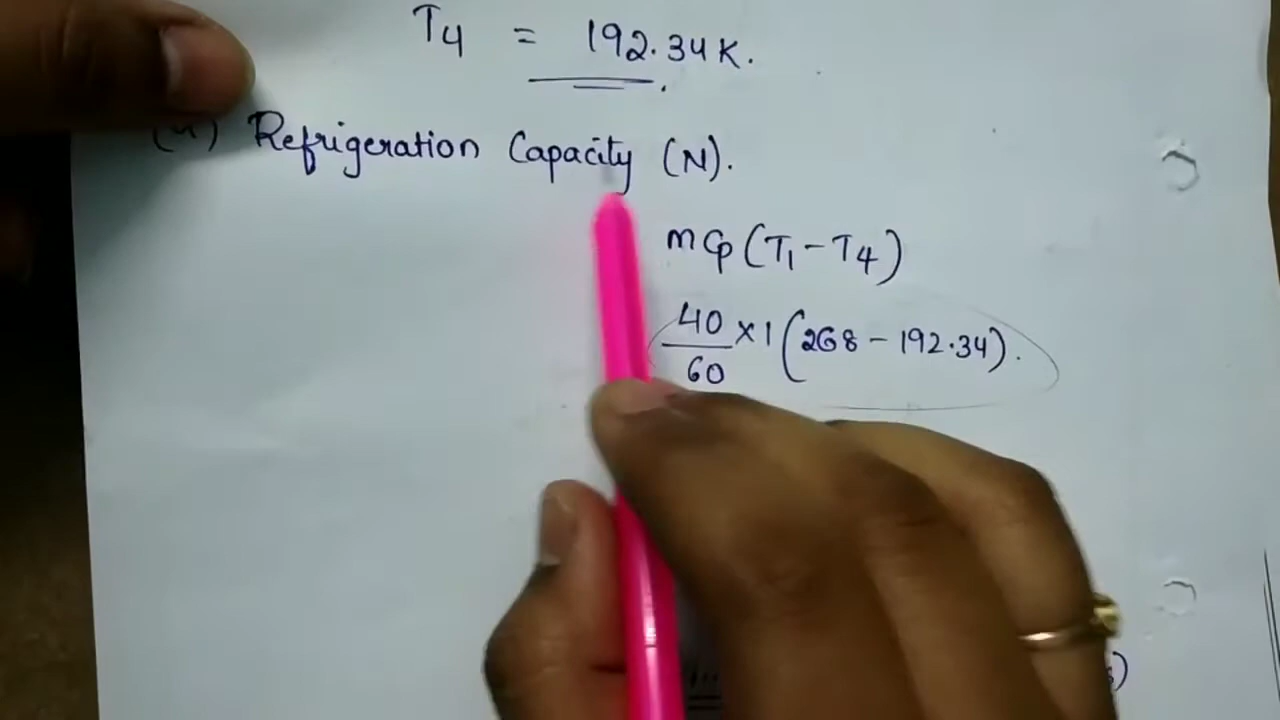 T4 = 192.34 K.
Refrigeration Capacity (N).
mCp (T1 - T4)
40/60 × 1 (268 - 192.34).